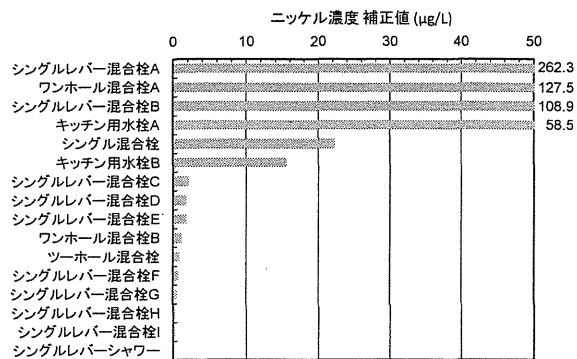 ニッケル濃度 補正値 (μg/L)
0 10 20 30 40 50
シングルレバー混合栓A 262.3
ワンホール混合栓A 127.5
シングルレバー混合栓B 108.9
キッチン用水栓A 58.5
シングル混合栓
キッチン用水栓B
シングルレバー混合栓C
シングルレバー混合栓D
シングルレバー混合栓E
ワンホール混合栓B
ツーホール混合栓
シングルレバー混合栓F
シングルレバー混合栓G
シングルレバー混合栓H
シングルレバー混合栓I
シングルレバーシャワー